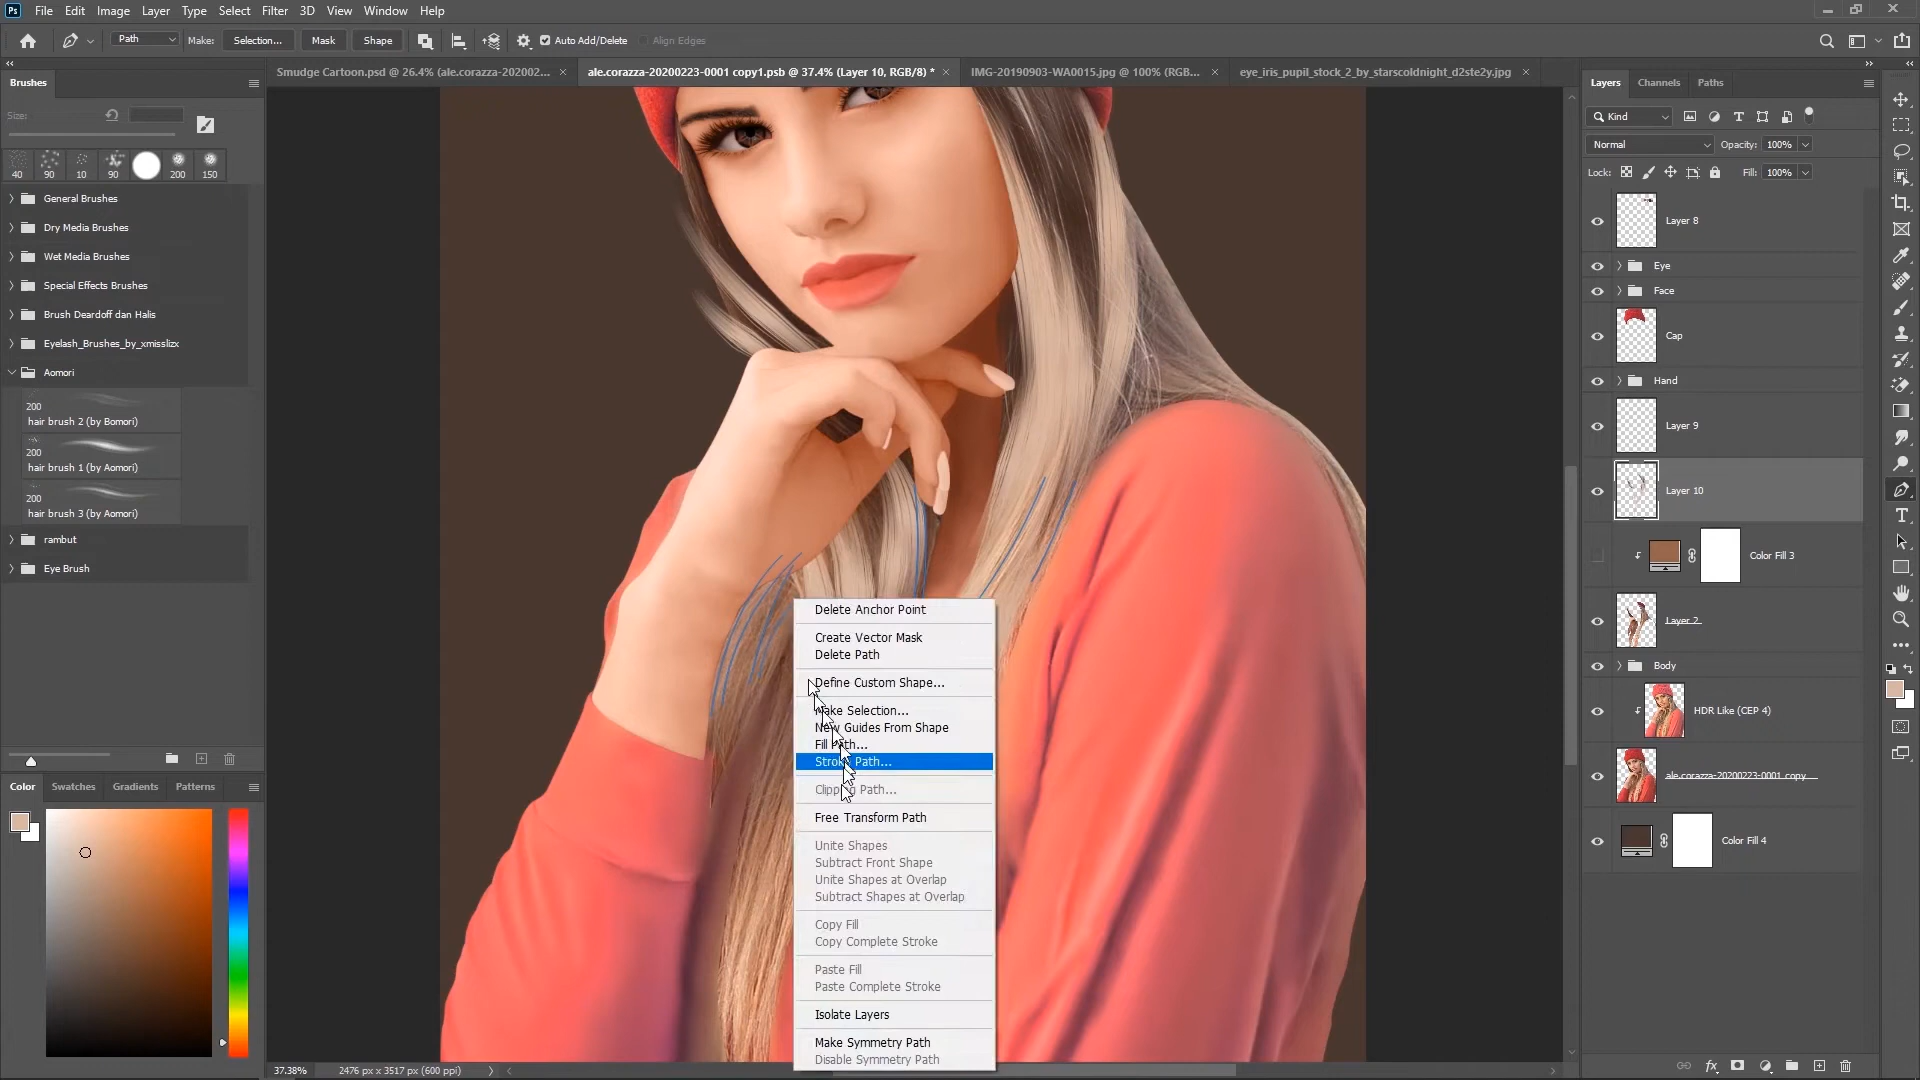 Ps File Edit Image Layer Type Select Filter 3D View Window Help
Path Make: Selection... Mask Shape Auto Add/Delete Align Edges
Smudge Cartoon.psd @ 26.4% (ale.corazza-202002... ×
ale.corazza-20200223-0001 copy1.psb @ 37.4% (Layer 10, RGB/8) * ×
IMG-20190903-WA0015.jpg @ 100% (RGB... ×
eye_iris_pupil_stock_2_by_starscoldnight_d2ste2y.jpg ×
Brushes
Size:
40 90 10 90 200 150
General Brushes
Dry Media Brushes
Wet Media Brushes
Special Effects Brushes
Brush Deardoff dan Halis
Eyelash_Brushes_by_xmisslizx
Aomori
200
hair brush 2 (by Bomori)
200
hair brush 1 (by Aomori)
200
hair brush 3 (by Aomori)
rambut
Eye Brush
Color Swatches Gradients Patterns
Delete Anchor Point
Create Vector Mask
Delete Path
Define Custom Shape...
Make Selection...
New Guides From Shape
Fill Path...
Stroke Path...
Clipping Path...
Free Transform Path
Unite Shapes
Subtract Front Shape
Unite Shapes at Overlap
Subtract Shapes at Overlap
Copy Fill
Copy Complete Stroke
Paste Fill
Paste Complete Stroke
Isolate Layers
Make Symmetry Path
Disable Symmetry Path
37.38% 2476 px x 3517 px (600 ppi)
Layers Channels Paths
Kind
Normal Opacity: 100%
Lock: Fill: 100%
Layer 8
Eye
Face
Cap
Hand
Layer 9
Layer 10
Color Fill 3
Layer 2
Body
HDR Like (CEP 4)
ale.corazza-20200223-0001 copy
Color Fill 4
fx